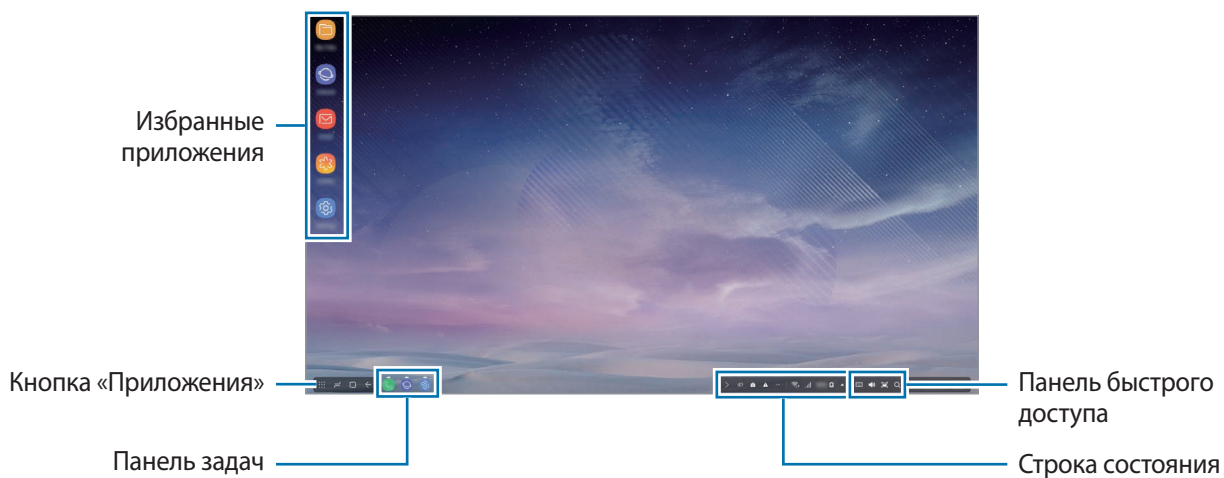 Избранные
приложения
Кнопка «Приложения»
Панель задач
Панель быстрого
доступа
Строка состояния